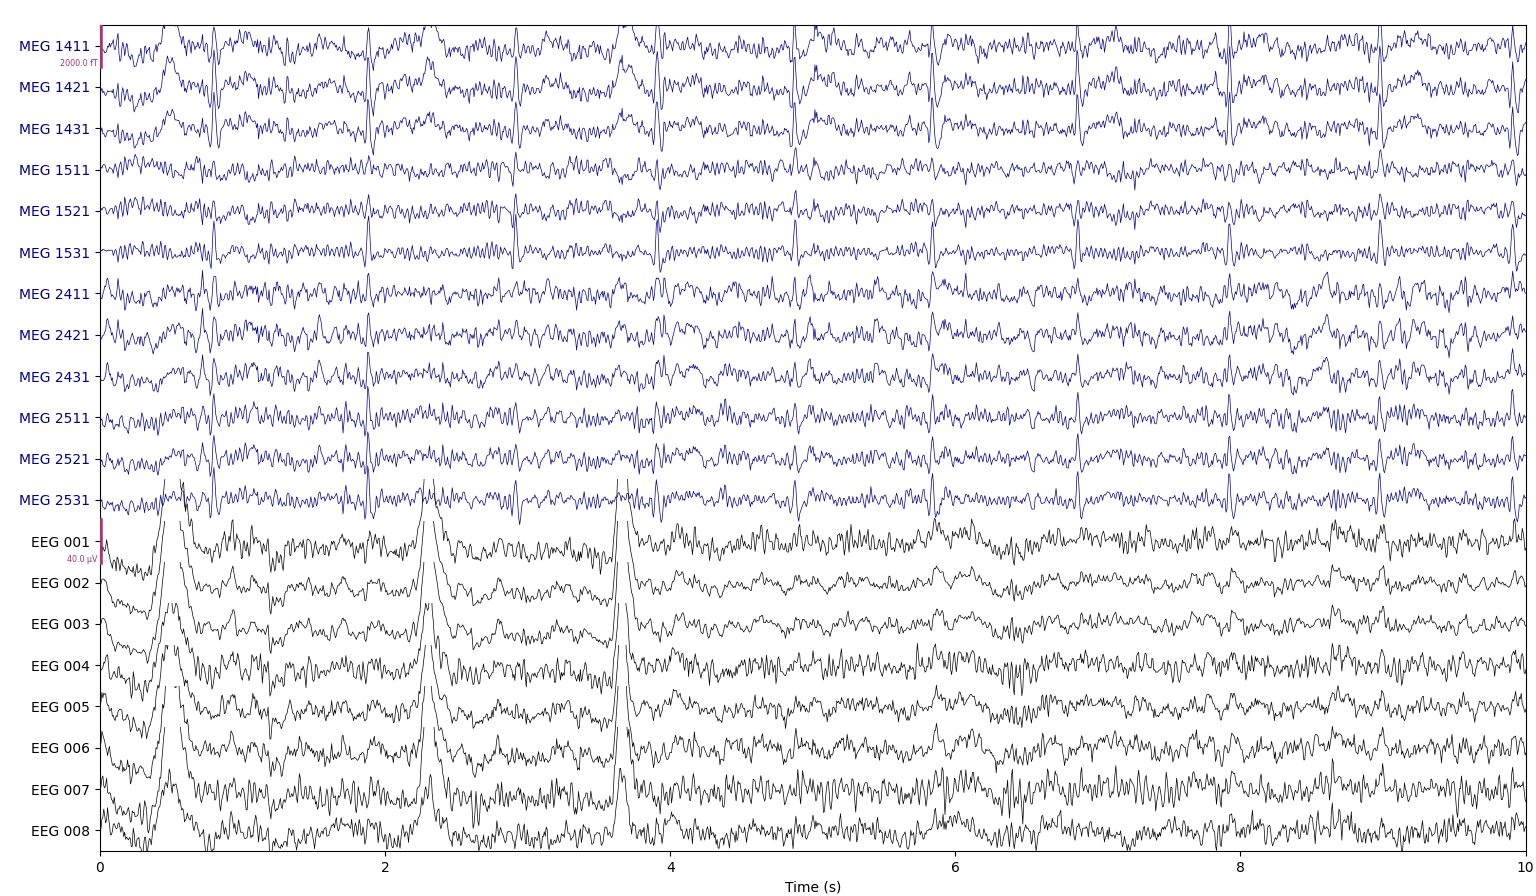 MEG 1411
2000.0 fT
MEG 1421
MEG 1431
MEG 1511
MEG 1521
MEG 1531
MEG 2411
MEG 2421
MEG 2431
MEG 2511
MEG 2521
MEG 2531
EEG 001
40.0 µV
EEG 002
EEG 003
EEG 004
EEG 005
EEG 006
EEG 007
EEG 008
0 2 4 6 8 10
Time (s)